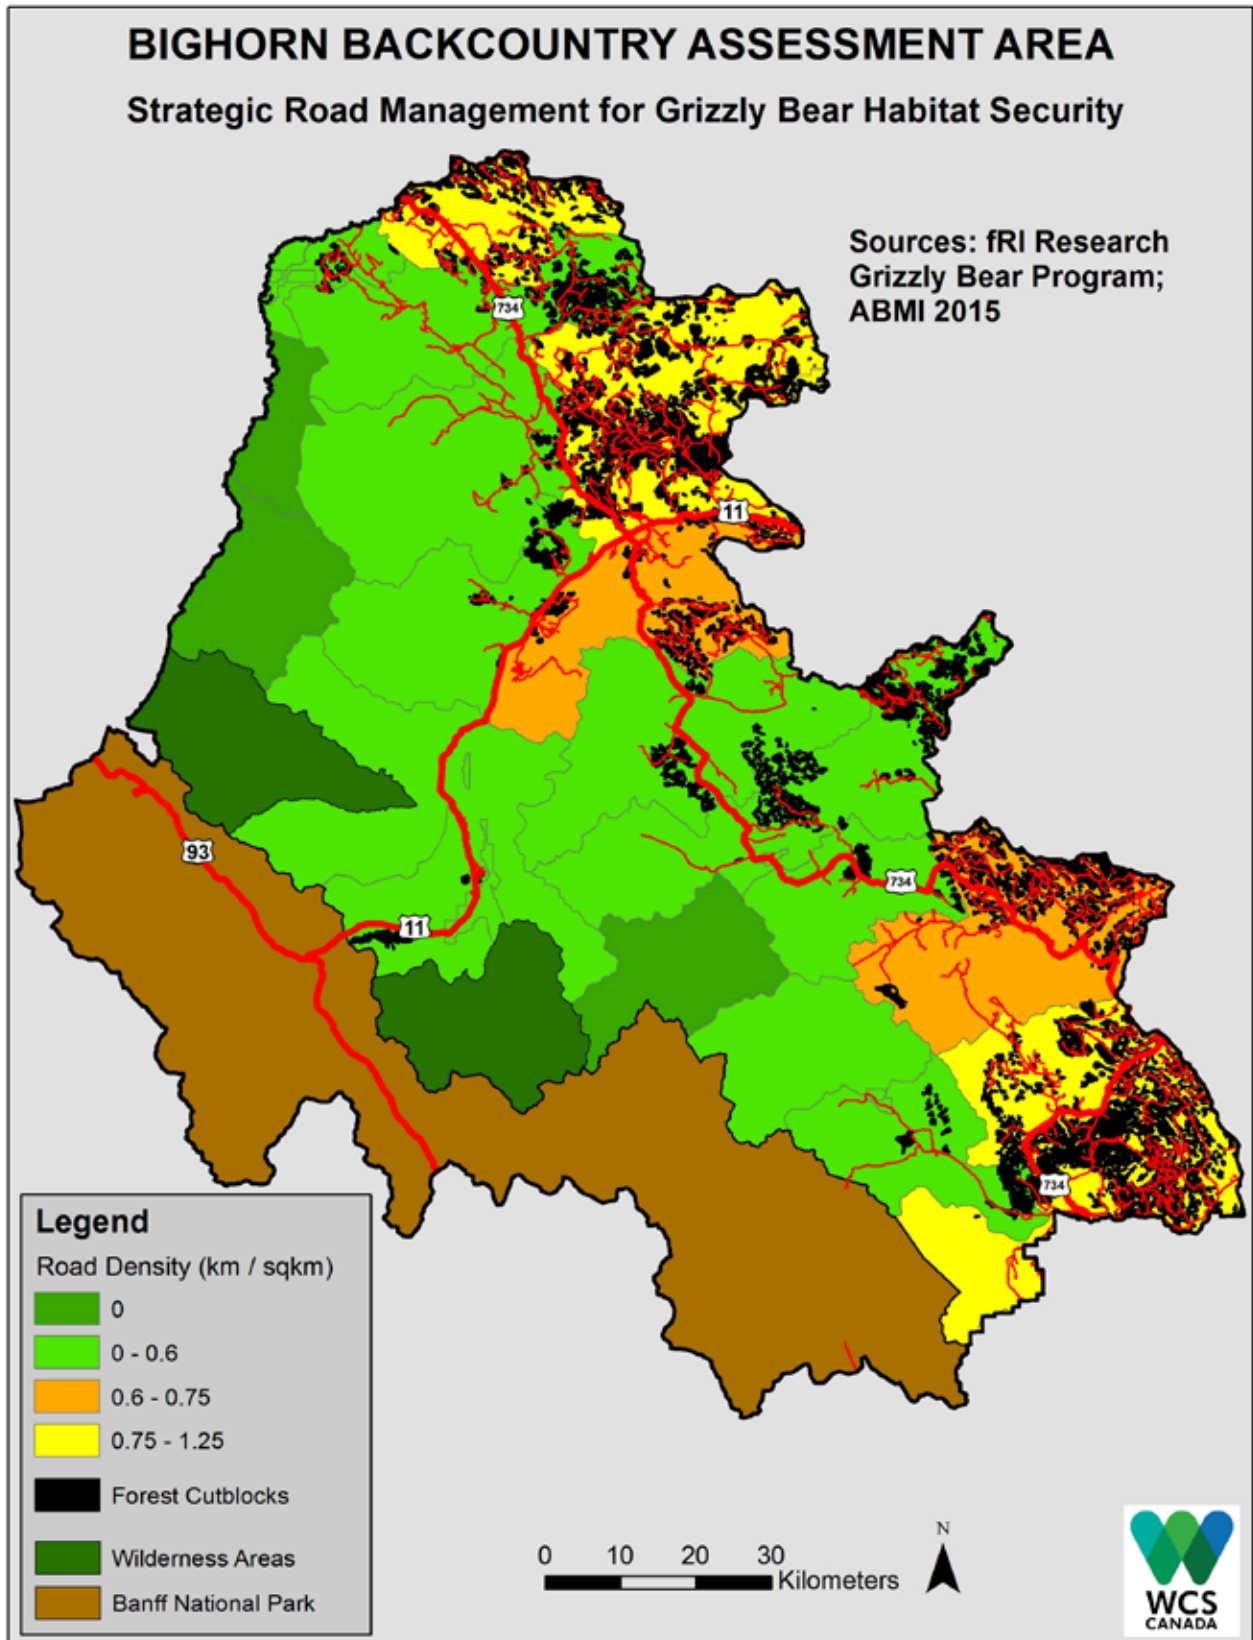 BIGHORN BACKCOUNTRY ASSESSMENT AREA
Strategic Road Management for Grizzly Bear Habitat Security
Sources: fRI Research
Grizzly Bear Program;
ABMI 2015
734
11
93
11
734
734
Legend
Road Density (km / sqkm)
0
0 - 0.6
0.6 - 0.75
0.75 - 1.25
Forest Cutblocks
Wilderness Areas
Banff National Park
0 10 20 30
Kilometers
N
WCS
CANADA